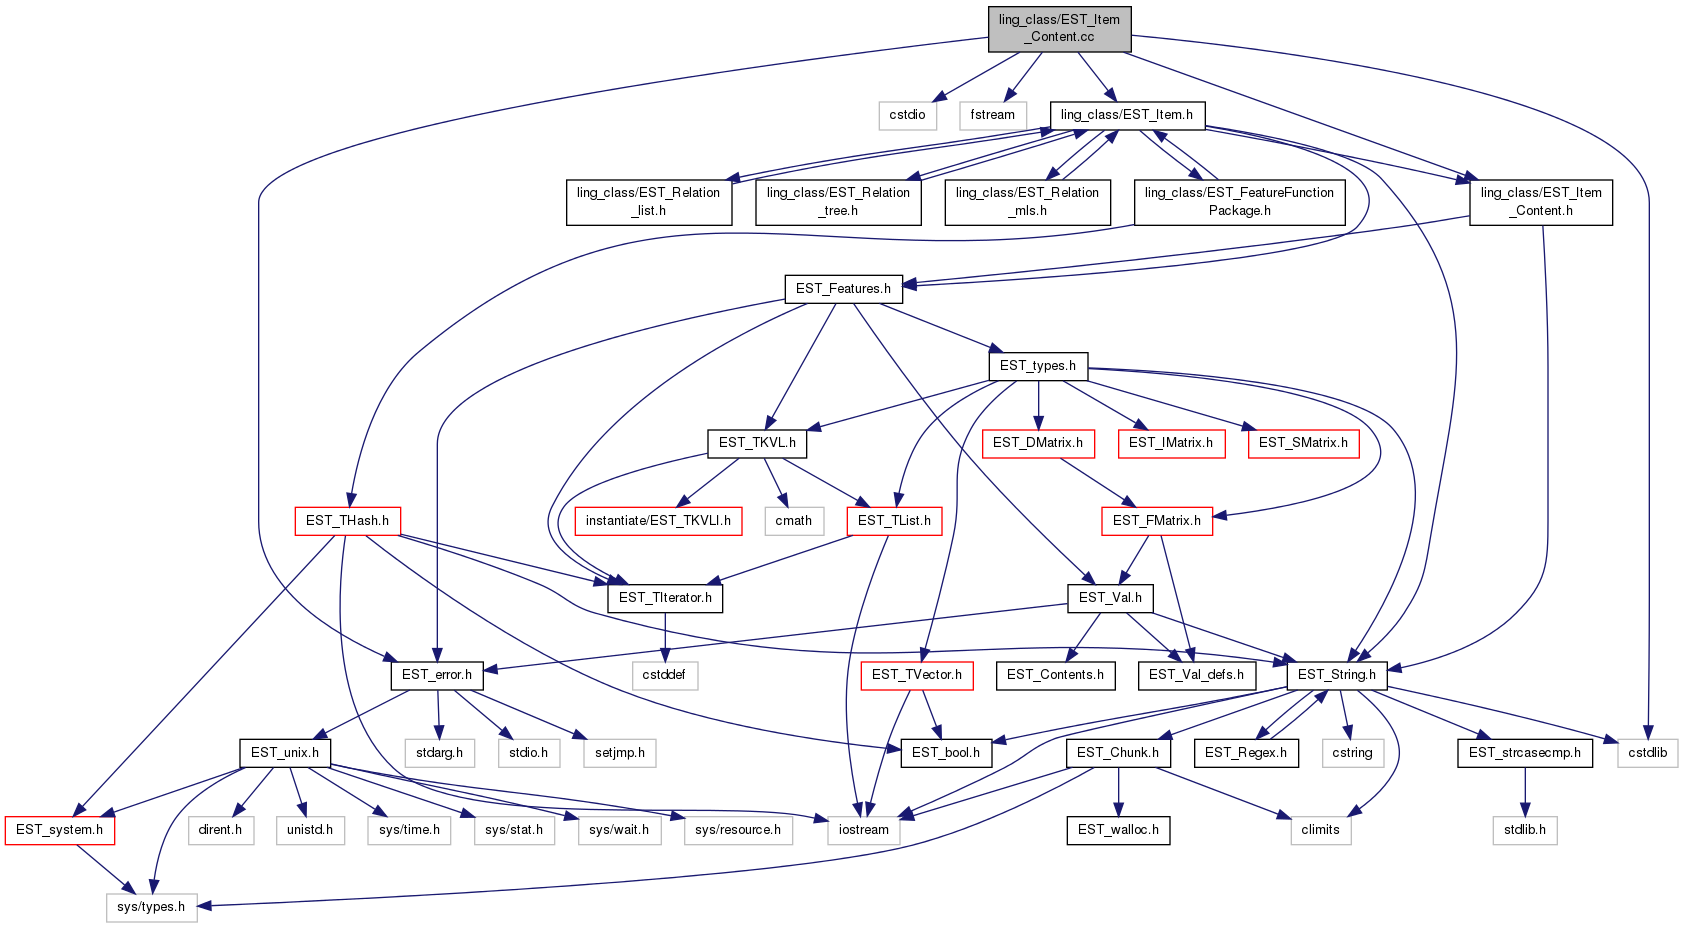 ling_class/EST_Item
_Content.cc
cstdio
fstream
ling_class/EST_Item.h
ling_class/EST_Relation
_list.h
ling_class/EST_Relation
_tree.h
ling_class/EST_Relation
_mls.h
ling_class/EST_FeatureFunction
Package.h
ling_class/EST_Item
_Content.h
EST_Features.h
EST_types.h
EST_TKVL.h
EST_DMatrix.h
EST_IMatrix.h
EST_SMatrix.h
EST_THash.h
instantiate/EST_TKVLI.h
cmath
EST_TList.h
EST_FMatrix.h
EST_TIterator.h
EST_Val.h
EST_error.h
cstddef
EST_TVector.h
EST_Contents.h
EST_Val_defs.h
EST_String.h
EST_unix.h
stdarg.h
stdio.h
setjmp.h
EST_bool.h
EST_Chunk.h
EST_Regex.h
cstring
EST_strcasecmp.h
cstdlib
EST_system.h
dirent.h
unistd.h
sys/time.h
sys/stat.h
sys/wait.h
sys/resource.h
iostream
EST_walloc.h
climits
stdlib.h
sys/types.h